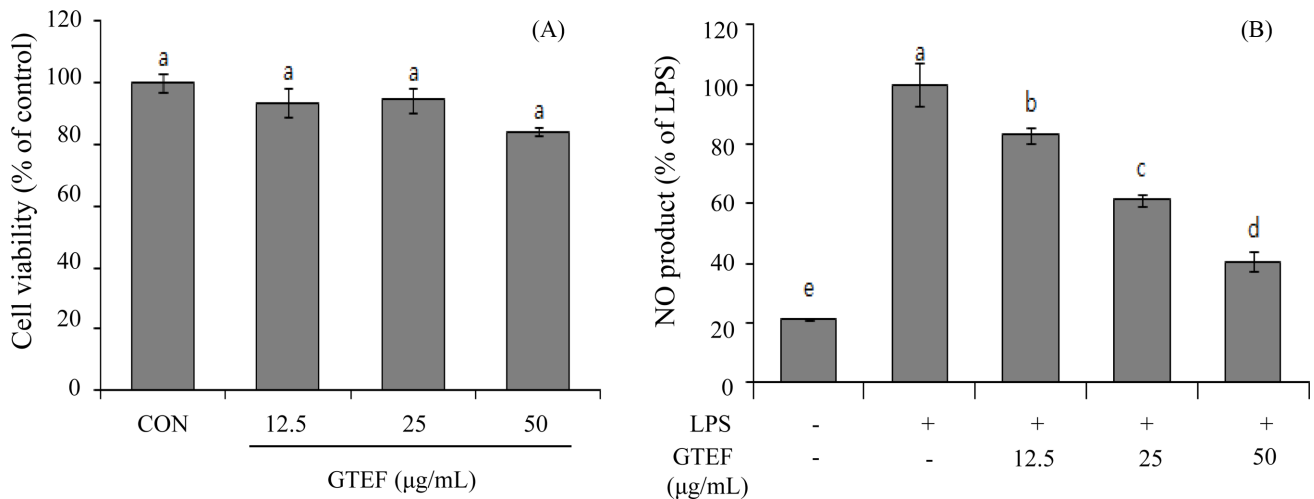 (A)
Cell viability (% of control)
120
100
80
60
40
20
0
a
a
a
a
CON
12.5
25
50
GTEF (μg/mL)
(B)
NO product (% of LPS)
120
100
80
60
40
20
0
e
a
b
c
d
LPS - + + + +
GTEF - - 12.5 25 50
(μg/mL)